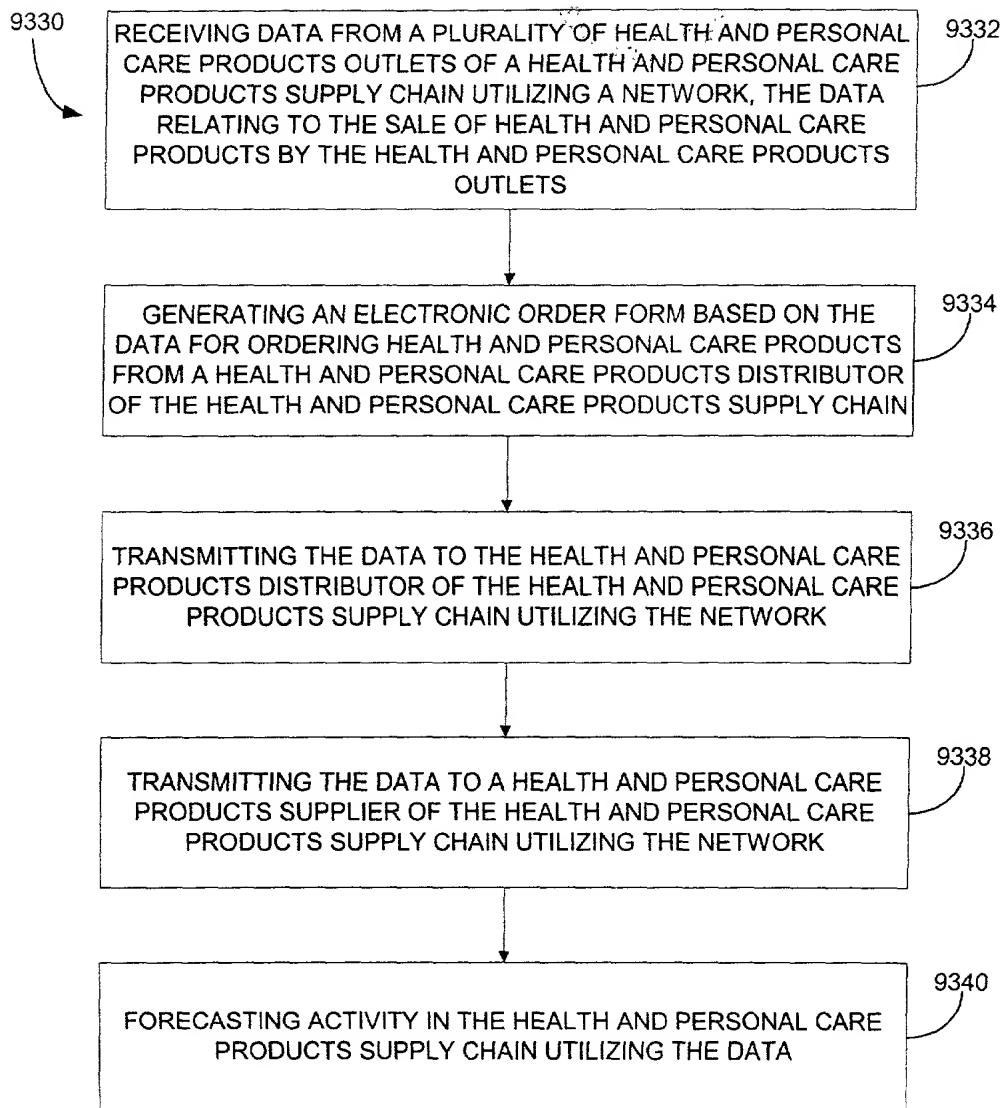 9330
RECEIVING DATA FROM A PLURALITY OF HEALTH AND PERSONAL
CARE PRODUCTS OUTLETS OF A HEALTH AND PERSONAL CARE
PRODUCTS SUPPLY CHAIN UTILIZING A NETWORK, THE DATA
RELATING TO THE SALE OF HEALTH AND PERSONAL CARE
PRODUCTS BY THE HEALTH AND PERSONAL CARE PRODUCTS
OUTLETS
9332
GENERATING AN ELECTRONIC ORDER FORM BASED ON THE
DATA FOR ORDERING HEALTH AND PERSONAL CARE PRODUCTS
FROM A HEALTH AND PERSONAL CARE PRODUCTS DISTRIBUTOR
OF THE HEALTH AND PERSONAL CARE PRODUCTS SUPPLY CHAIN
9334
TRANSMITTING THE DATA TO THE HEALTH AND PERSONAL CARE
PRODUCTS DISTRIBUTOR OF THE HEALTH AND PERSONAL CARE
PRODUCTS SUPPLY CHAIN UTILIZING THE NETWORK
9336
TRANSMITTING THE DATA TO A HEALTH AND PERSONAL CARE
PRODUCTS SUPPLIER OF THE HEALTH AND PERSONAL CARE
PRODUCTS SUPPLY CHAIN UTILIZING THE NETWORK
9338
FORECASTING ACTIVITY IN THE HEALTH AND PERSONAL CARE
PRODUCTS SUPPLY CHAIN UTILIZING THE DATA
9340